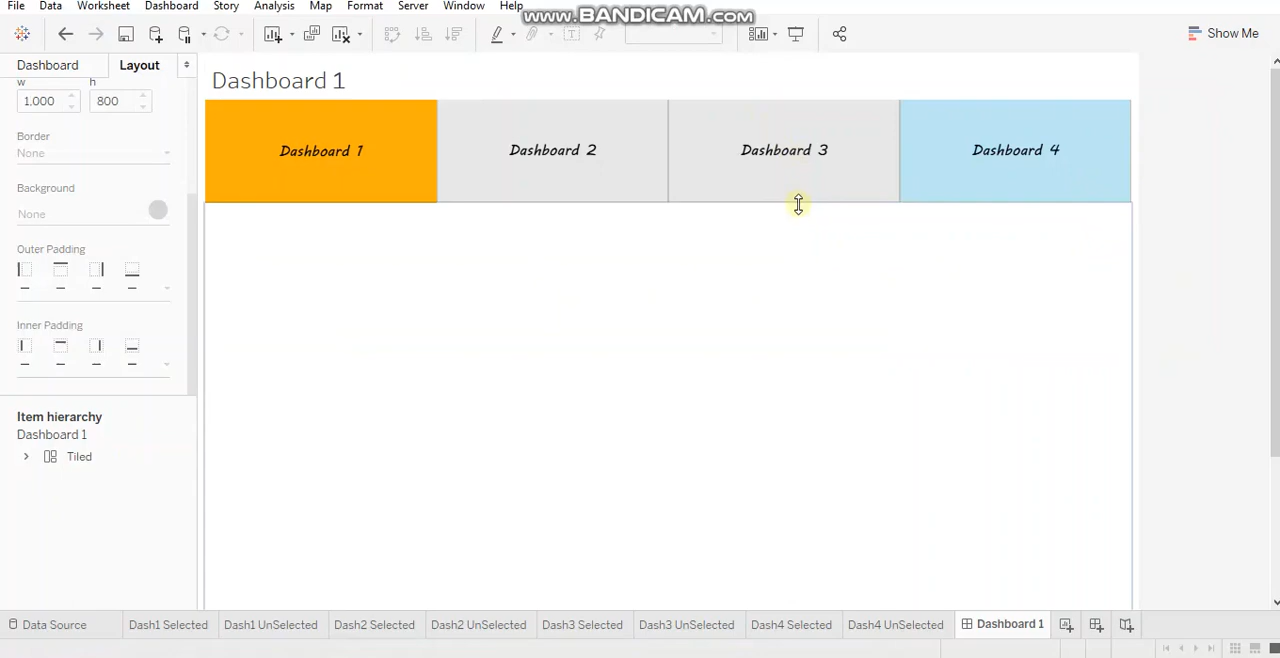 File Data Worksheet Dashboard Story Analysis Map Format Server Window Help
www.BANDICAM.com
Show Me
Dashboard Layout
w h
1,000 800
Border
None
Background
None
Outer Padding
Inner Padding
Item hierarchy
Dashboard 1
Tiled
Dashboard 1
Dashboard 1 Dashboard 2 Dashboard 3 Dashboard 4
Data Source Dash1 Selected Dash1 UnSelected Dash2 Selected Dash2 UnSelected Dash3 Selected Dash3 UnSelected Dash4 Selected Dash4 UnSelected Dashboard 1